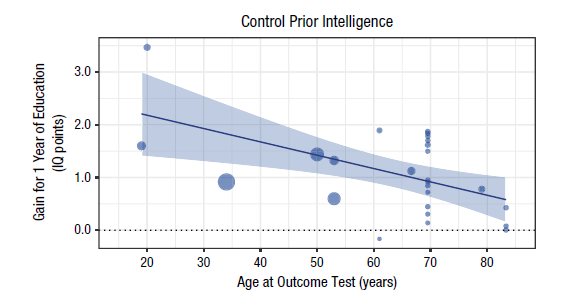 Control Prior Intelligence
Gain for 1 Year of Education
(IQ points)
3.0
2.0
1.0
0.0
20 30 40 50 60 70 80
Age at Outcome Test (years)